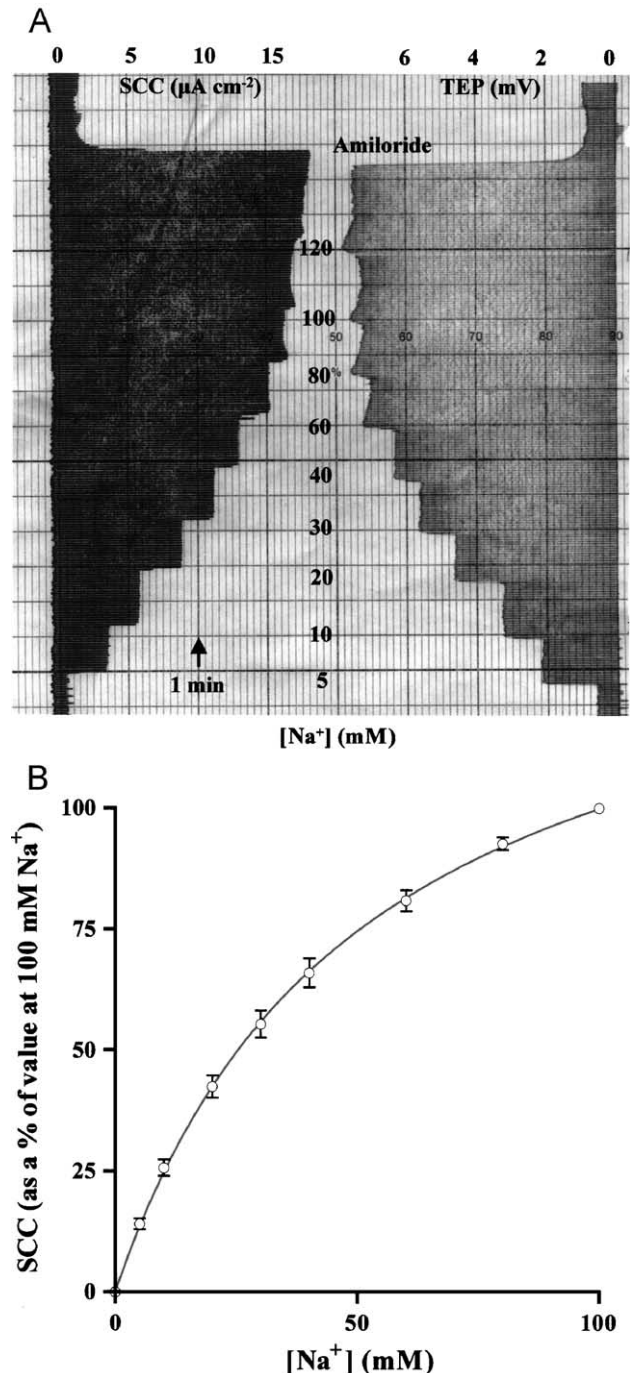 A
0 5 10 15 6 4 2 0
SCC (μA cm-2) TEP (mV)
Amiloride
120
100
50 60 70 80 90
80%
60
40
30
20
10
1 min
5
[Na+] (mM)
B
100
75
50
25
0
SCC (as a % of value at 100 mM Na+)
0 50 100
[Na+] (mM)